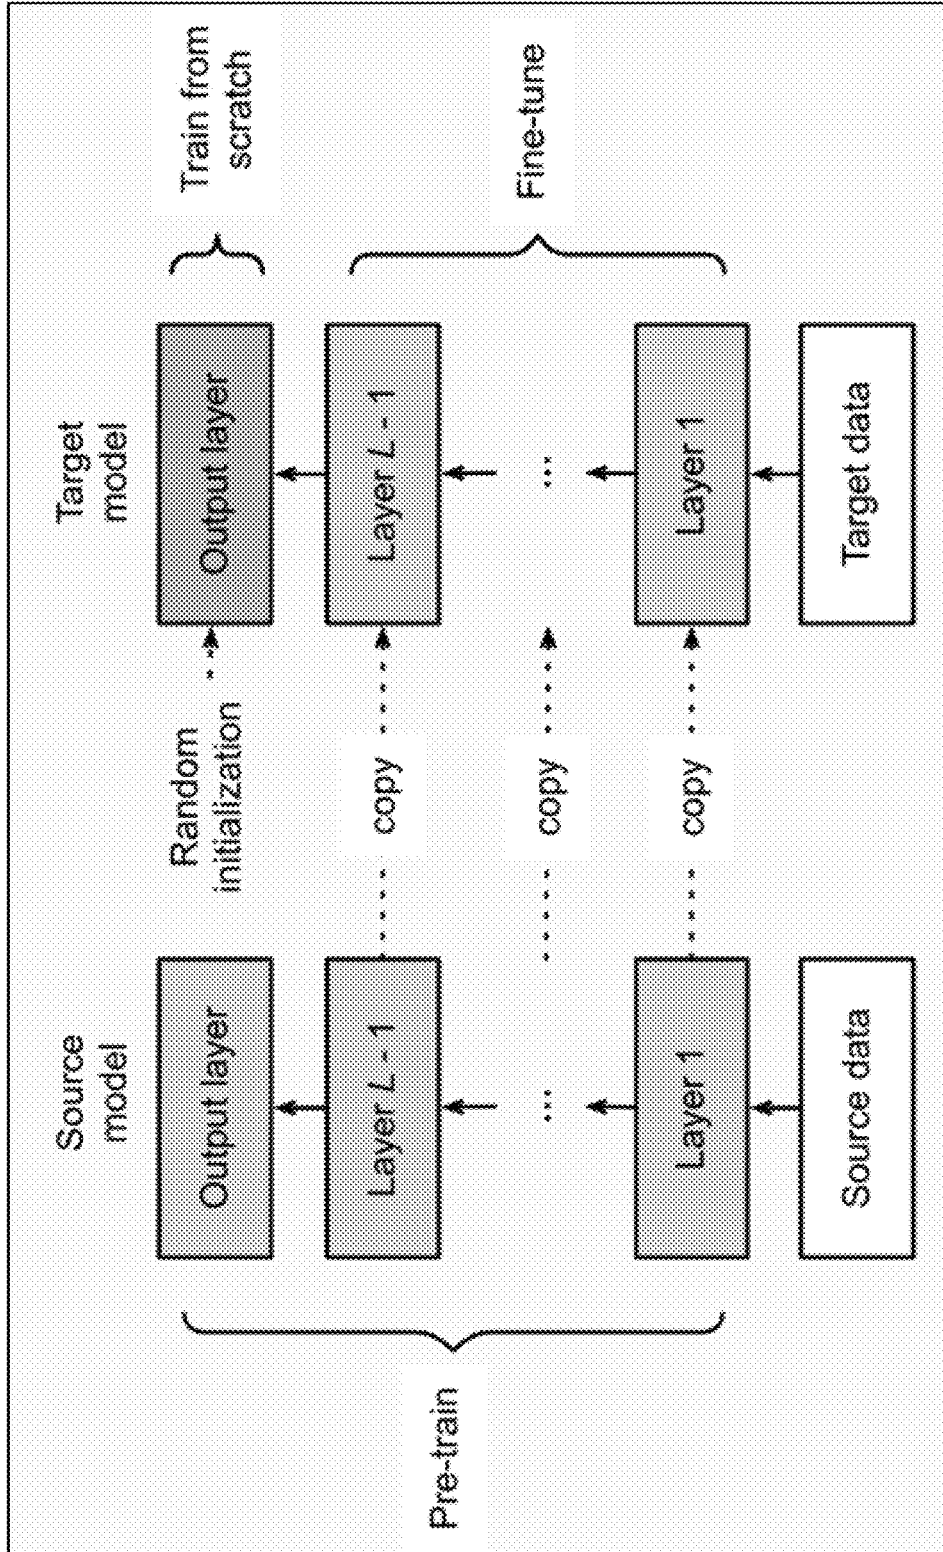 Source
model
Target
model
Pre-train
Output layer
Random
initialization
Output layer
Train from
scratch
Layer L - 1
copy
Layer L - 1
...
copy
...
Fine-tune
Layer 1
copy
Layer 1
Source data
Target data